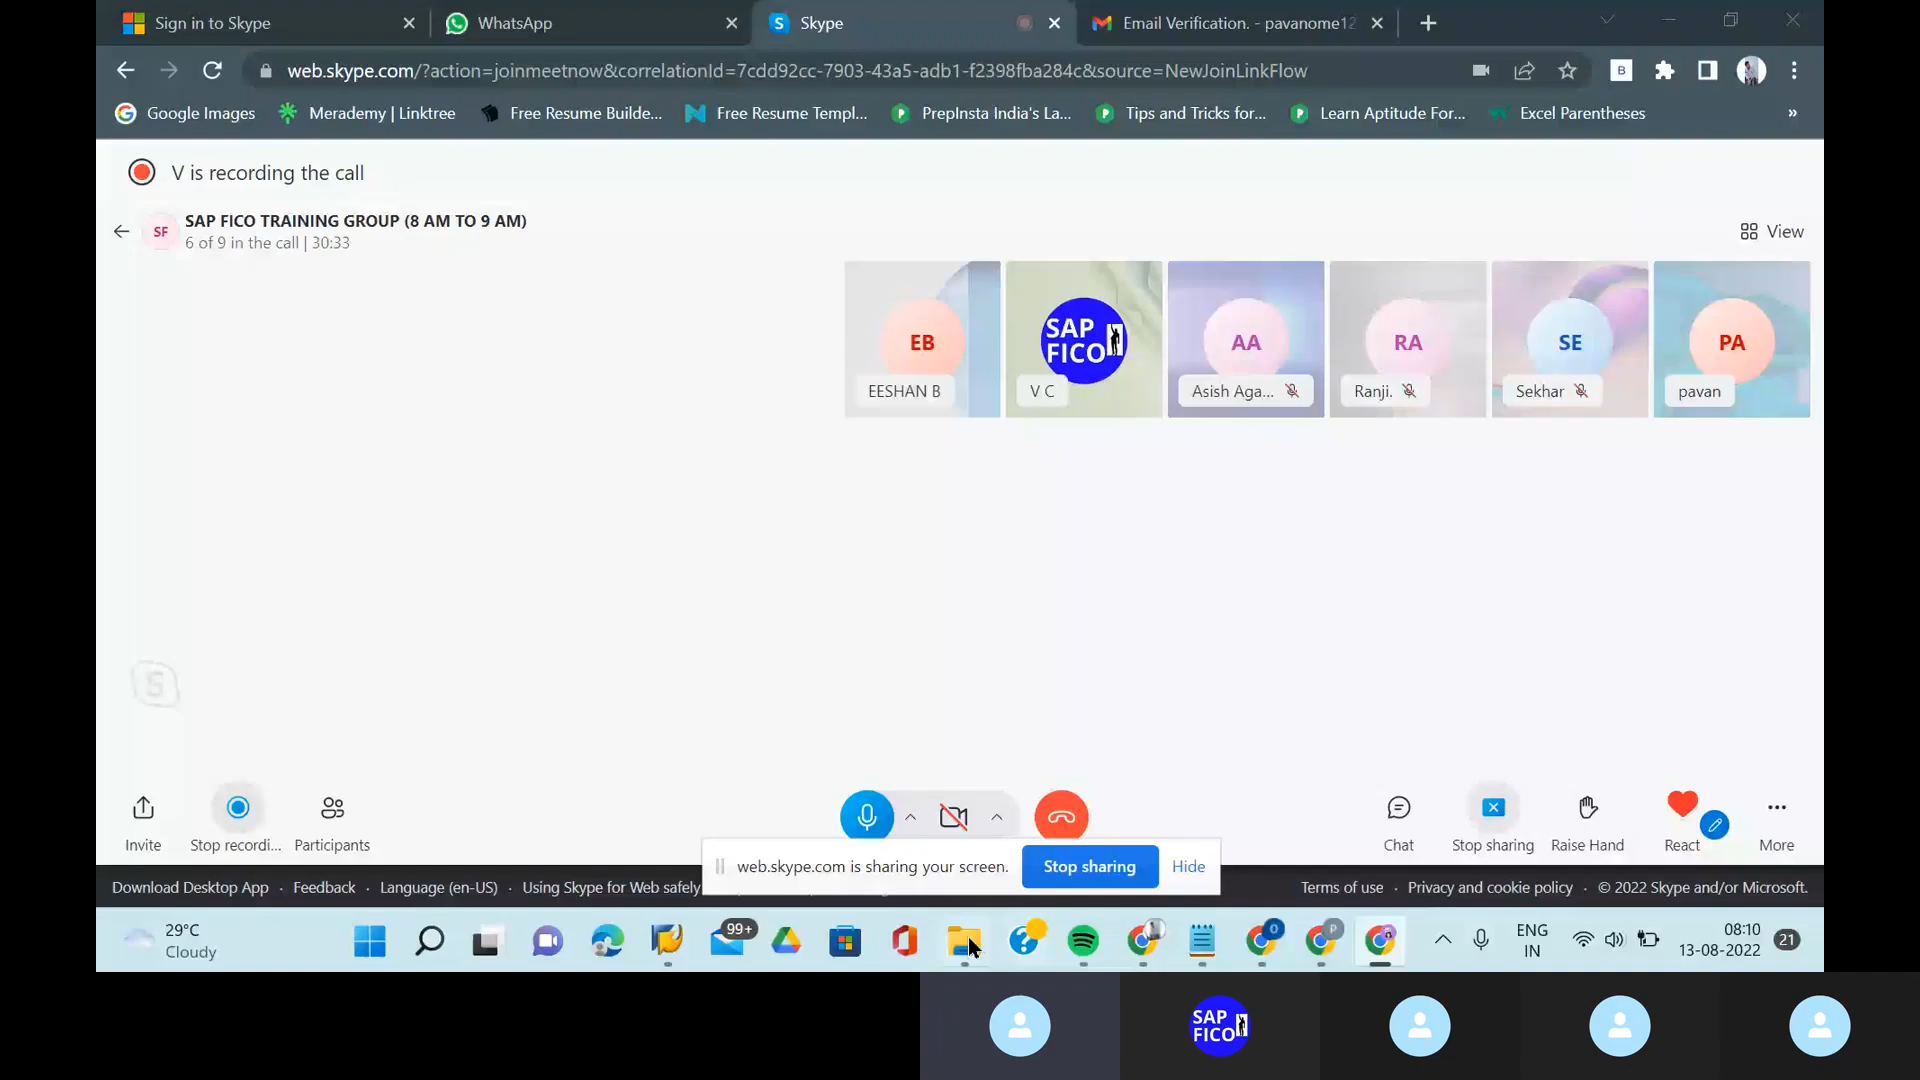 Sign in to Skype
WhatsApp
Skype
Email Verification. - pavanome12
web.skype.com/?action=joinmeetnow&correlationId=7cdd92cc-7903-43a5-adb1-f2398fba284c&source=NewJoinLinkFlow
B
Google Images
Merademy | Linktree
Free Resume Builde...
Free Resume Templ...
PrepInsta India's La...
Tips and Tricks for...
Learn Aptitude For...
Excel Parentheses
»
V is recording the call
SF
SAP FICO TRAINING GROUP (8 AM TO 9 AM)
6 of 9 in the call | 30:33
View
EB
SAP FICO
AA
RA
SE
PA
EESHAN B
V C
Asish Aga...
Ranji.
Sekhar
pavan
S
Invite
Stop recordi...
Participants
Chat
Stop sharing
Raise Hand
React
More
web.skype.com is sharing your screen.
Stop sharing
Hide
Download Desktop App · Feedback · Language (en-US) · Using Skype for Web safely
Terms of use · Privacy and cookie policy · © 2022 Skype and/or Microsoft.
29°C
Cloudy
99+
O
P
ENG
IN
08:10
13-08-2022
21
SAP
FICO